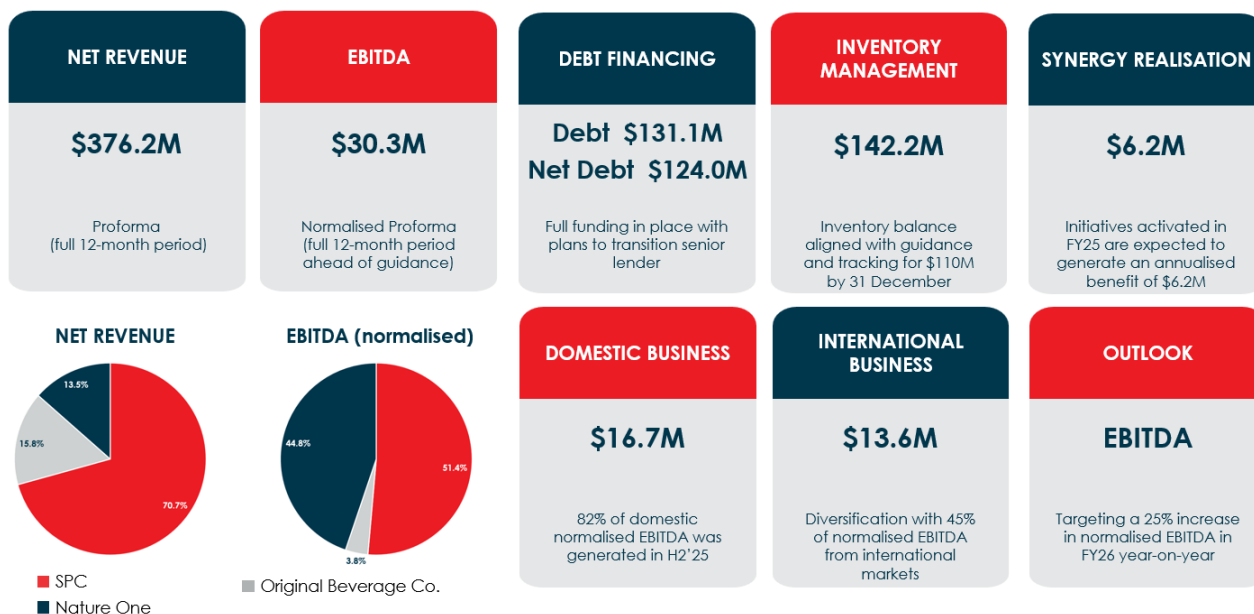 NET REVENUE
$376.2M
Proforma
(full 12-month period)
EBITDA
$30.3M
Normalised Proforma
(full 12-month period
ahead of guidance)
DEBT FINANCING
Debt $131.1M
Net Debt $124.0M
Full funding in place with
plans to transition senior
lender
INVENTORY
MANAGEMENT
$142.2M
Inventory balance
aligned with guidance
and tracking for $110M
by 31 December
SYNERGY REALISATION
$6.2M
Initiatives activated in
FY25 are expected to
generate an annualised
benefit of $6.2M
NET REVENUE
13.5%
15.8%
70.7%
EBITDA (normalised)
44.8%
51.4%
3.8%
SPC
Nature One
Original Beverage Co.
DOMESTIC BUSINESS
$16.7M
82% of domestic
normalised EBITDA was
generated in H2'25
INTERNATIONAL
BUSINESS
$13.6M
Diversification with 45%
of normalised EBITDA
from international
markets
OUTLOOK
EBITDA
Targeting a 25% increase
in normalised EBITDA in
FY26 year-on-year